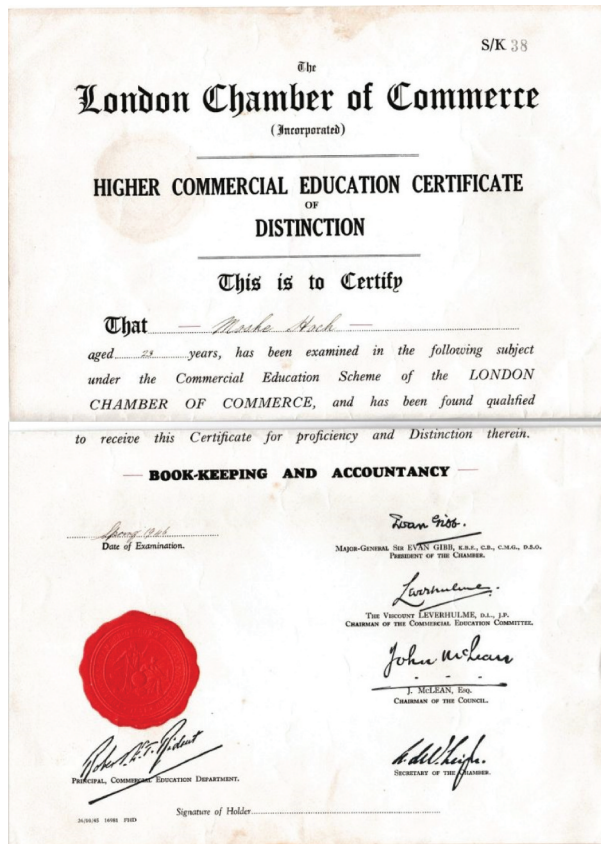 S/K 38
The
London Chamber of Commerce
(Incorporated)
HIGHER COMMERCIAL EDUCATION CERTIFICATE
OF
DISTINCTION
This is to Certify
That — Moshe Hoch —
aged 23 years, has been examined in the following subject
under the Commercial Education Scheme of the LONDON
CHAMBER OF COMMERCE, and has been found qualified
to receive this Certificate for proficiency and Distinction therein.
— BOOK-KEEPING AND ACCOUNTANCY —
Spring 1946
Date of Examination.
Evan Gibb.
MAJOR-GENERAL SIR EVAN GIBB, K.B.E., C.B., C.M.G., D.S.O.
PRESIDENT OF THE CHAMBER.
Leverhulme.
THE VISCOUNT LEVERHULME, D.L., J.P.
CHAIRMAN OF THE COMMERCIAL EDUCATION COMMITTEE.
John McLean
J. McLEAN, Esq.
CHAIRMAN OF THE COUNCIL.
PRINCIPAL, COMMERCIAL EDUCATION DEPARTMENT.
SECRETARY OF THE CHAMBER.
Signature of Holder